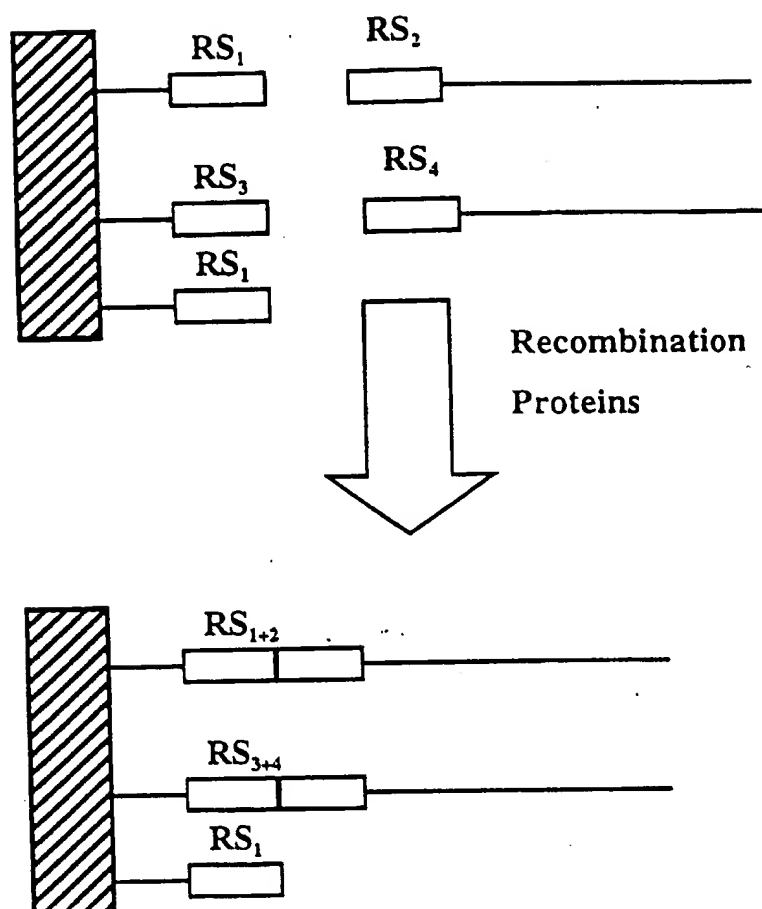 RS₁ RS₂
RS₃ RS₄
RS₁
Recombination
Proteins
RS₁₊₂
RS₃₊₄
RS₁